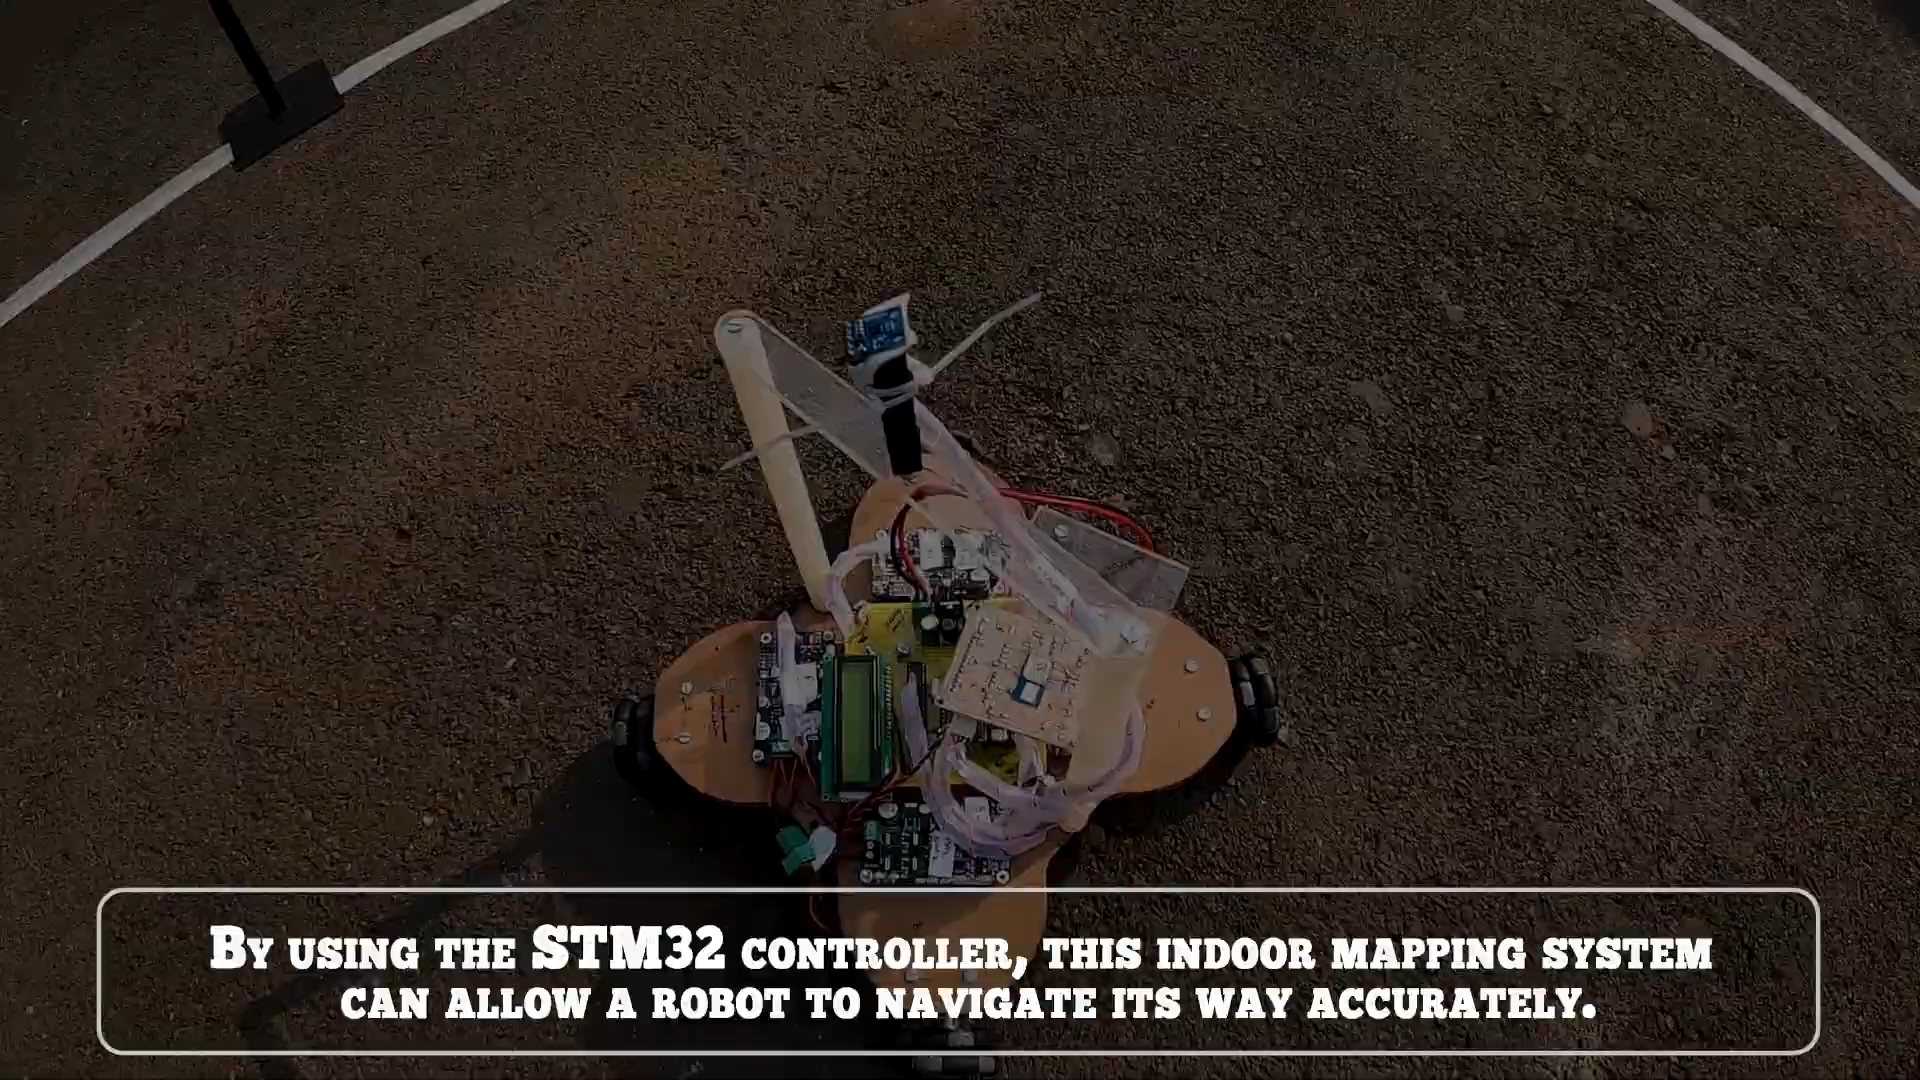 By using the STM32 controller, this indoor mapping system
can allow a robot to navigate its way accurately.